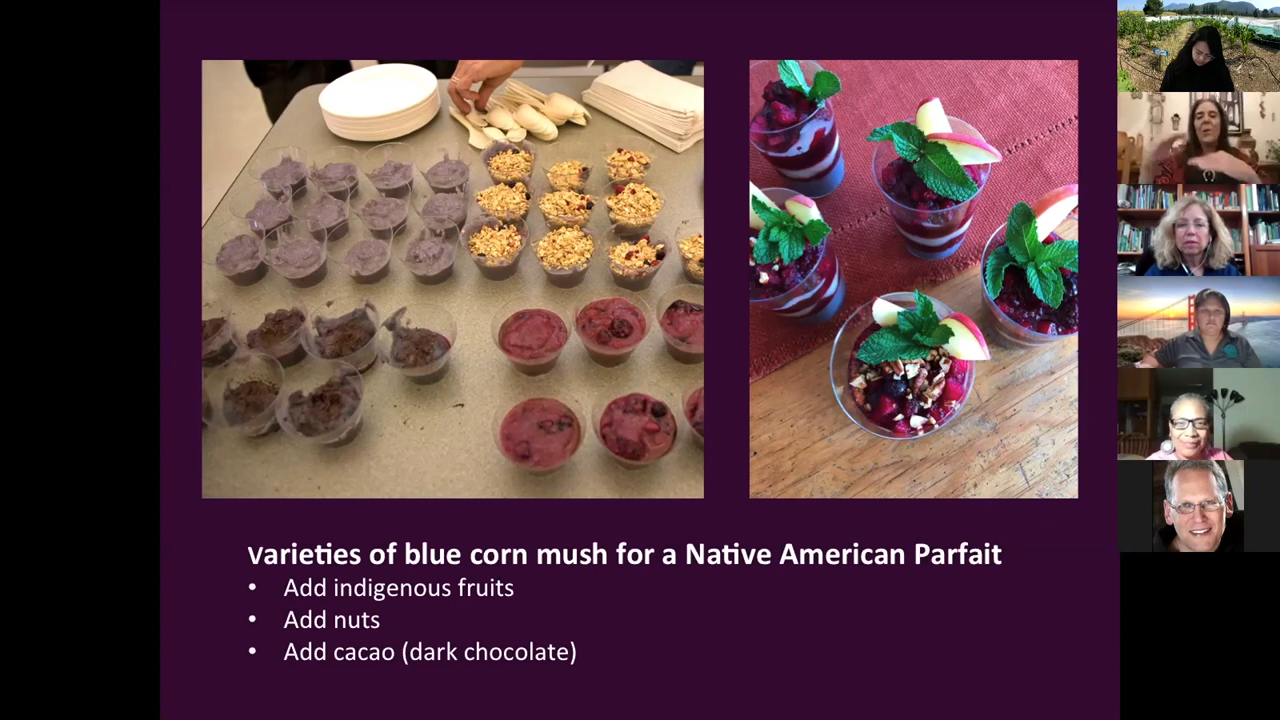 Varieties of blue corn mush for a Native American Parfait
• Add indigenous fruits
• Add nuts
• Add cacao (dark chocolate)